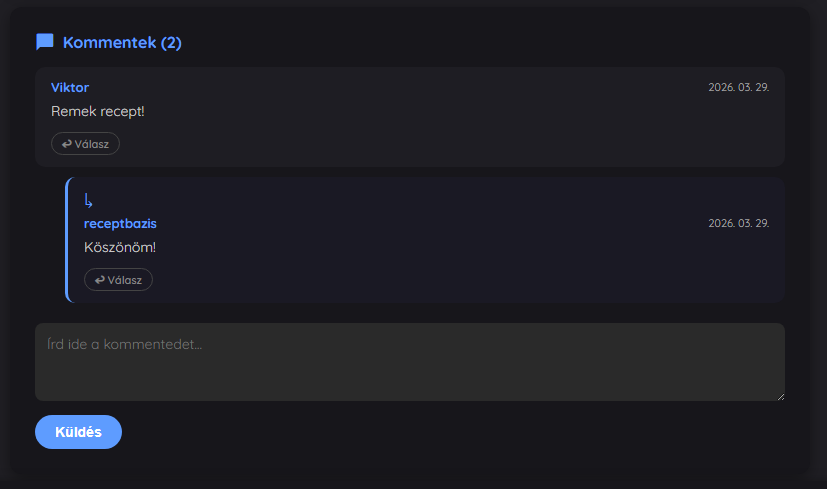 Kommentek (2)
Viktor 2026. 03. 29.
Remek recept!
↩ Válasz
↳
receptbazis 2026. 03. 29.
Köszönöm!
↩ Válasz
Írd ide a kommentedet...
Küldés